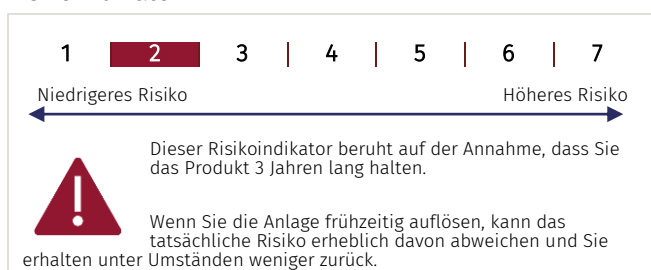 1 2 3 4 5 6 7
Niedrigeres Risiko Höheres Risiko
Dieser Risikoindikator beruht auf der Annahme, dass Sie
das Produkt 3 Jahren lang halten.
Wenn Sie die Anlage frühzeitig auflösen, kann das
tatsächliche Risiko erheblich davon abweichen und Sie
erhalten unter Umständen weniger zurück.